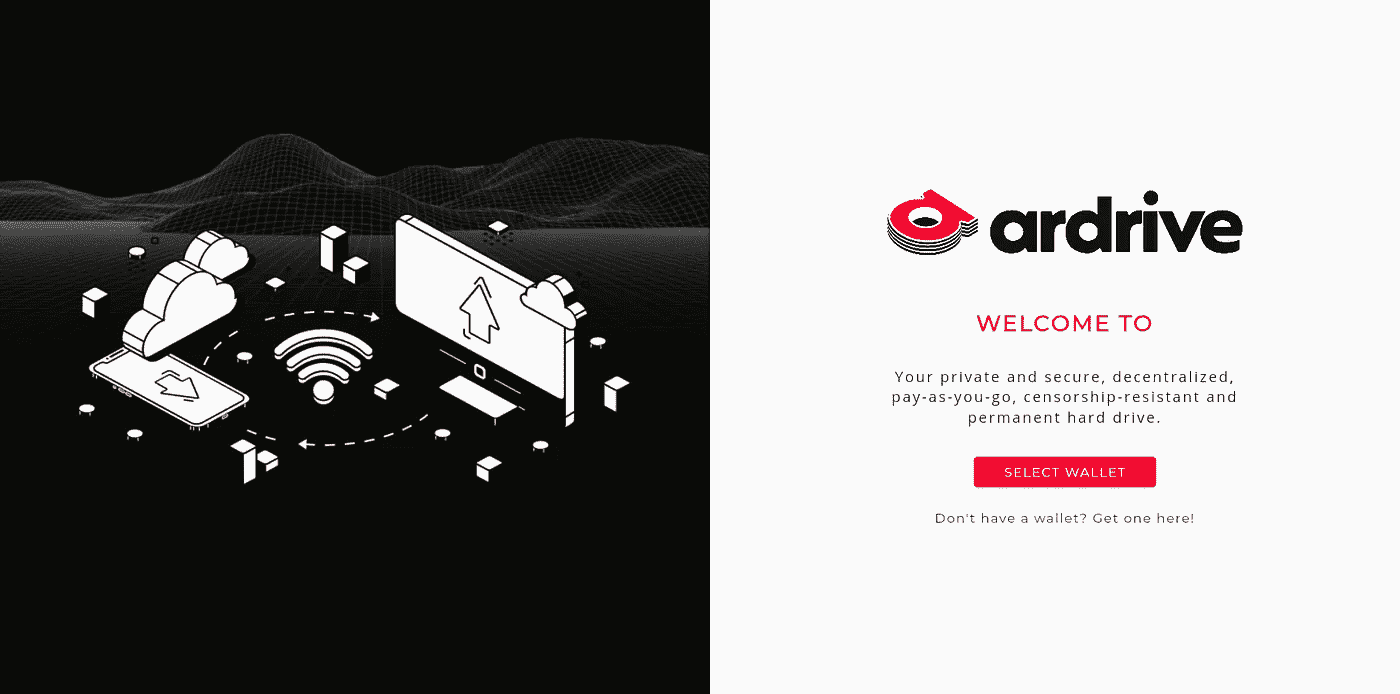 ardrive
WELCOME TO
Your private and secure, decentralized,
pay-as-you-go, censorship-resistant and
permanent hard drive.
SELECT WALLET
Don't have a wallet? Get one here!